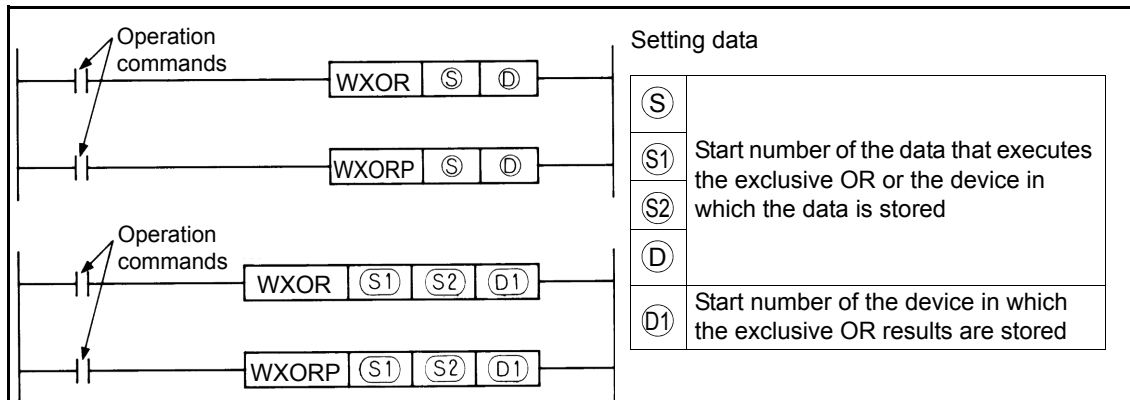 Operation
commands
WXOR Ⓢ Ⓓ
WXORP Ⓢ Ⓓ
Operation
commands
WXOR (S1) (S2) (D1)
WXORP (S1) (S2) (D1)
Setting data
Ⓢ
(S1)
(S2)
Ⓓ
Start number of the data that executes
the exclusive OR or the device in
which the data is stored
(D1)
Start number of the device in which
the exclusive OR results are stored